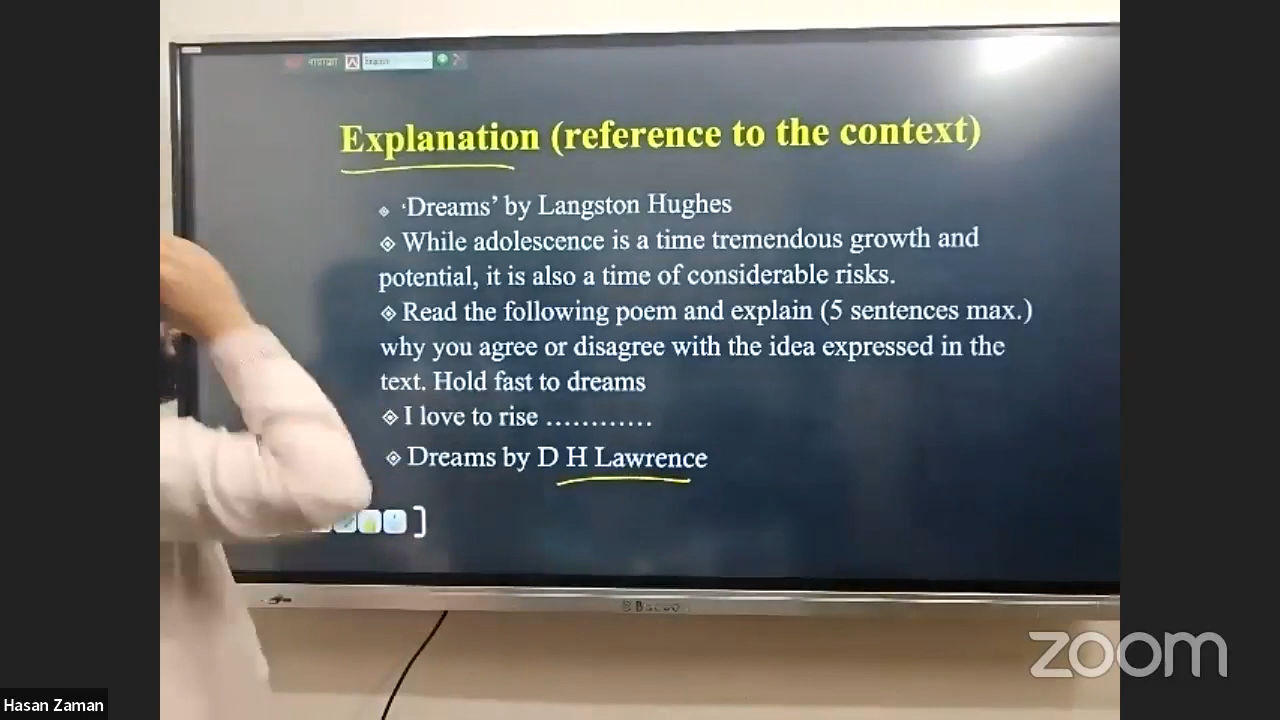 Explanation (reference to the context)
‘Dreams’ by Langston Hughes
While adolescence is a time tremendous growth and
potential, it is also a time of considerable risks.
Read the following poem and explain (5 sentences max.)
why you agree or disagree with the idea expressed in the
text. Hold fast to dreams
I love to rise ............
Dreams by D H Lawrence
]
zoom
Hasan Zaman